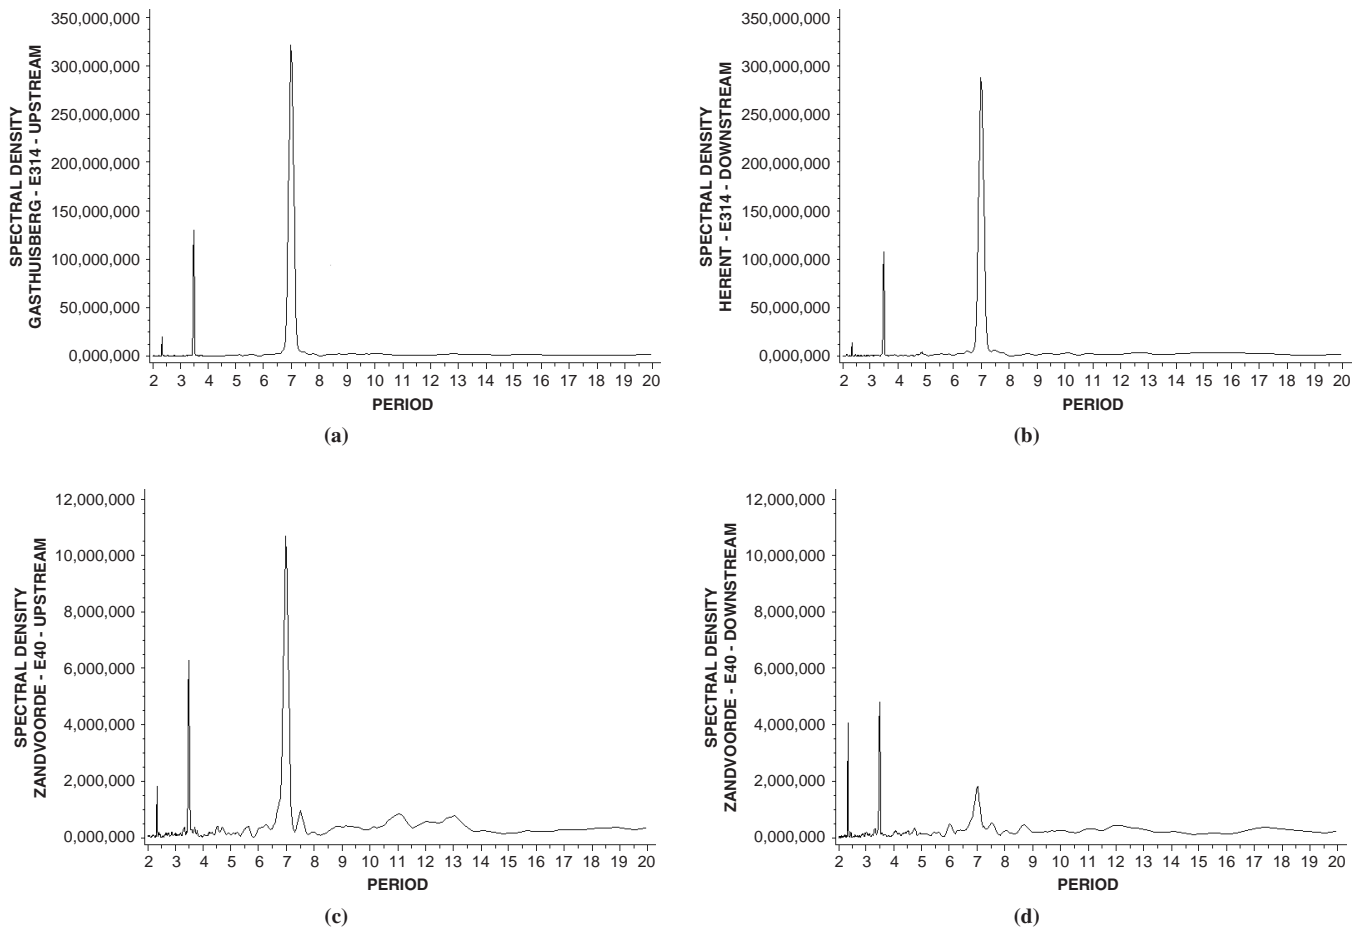 SPECTRAL DENSITY
GASTHUISBERG - E314 - UPSTREAM
350,000,000
300,000,000
250,000,000
200,000,000
150,000,000
100,000,000
50,000,000
0,000,000
2 3 4 5 6 7 8 9 10 11 12 13 14 15 16 17 18 19 20
PERIOD
(a)
SPECTRAL DENSITY
HERENT - E314 - DOWNSTREAM
350,000,000
300,000,000
250,000,000
200,000,000
150,000,000
100,000,000
50,000,000
0,000,000
2 3 4 5 6 7 8 9 10 11 12 13 14 15 16 17 18 19 20
PERIOD
(b)
SPECTRAL DENSITY
ZANDVOORDE - E40 - UPSTREAM
12,000,000
10,000,000
8,000,000
6,000,000
4,000,000
2,000,000
0,000,000
2 3 4 5 6 7 8 9 10 11 12 13 14 15 16 17 18 19 20
PERIOD
(c)
SPECTRAL DENSITY
ZANDVOORDE - E40 - DOWNSTREAM
12,000,000
10,000,000
8,000,000
6,000,000
4,000,000
2,000,000
0,000,000
2 3 4 5 6 7 8 9 10 11 12 13 14 15 16 17 18 19 20
PERIOD
(d)